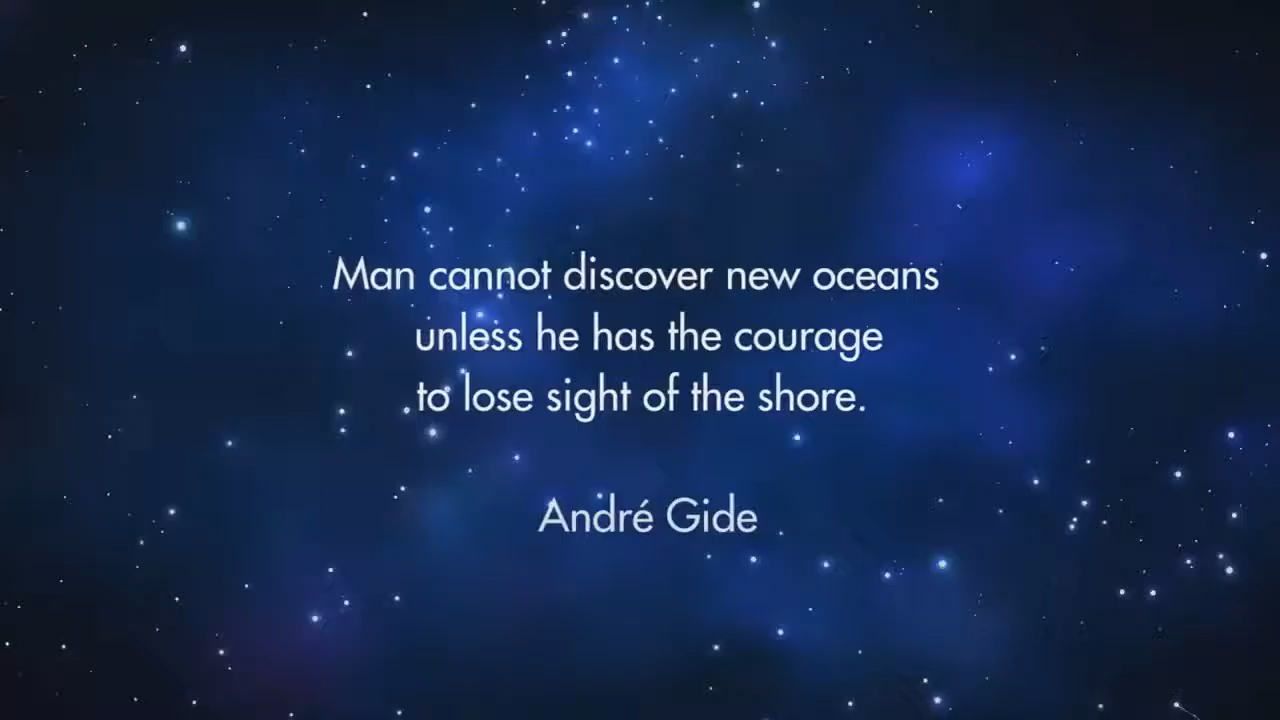 Man cannot discover new oceans
unless he has the courage
to lose sight of the shore.
André Gide